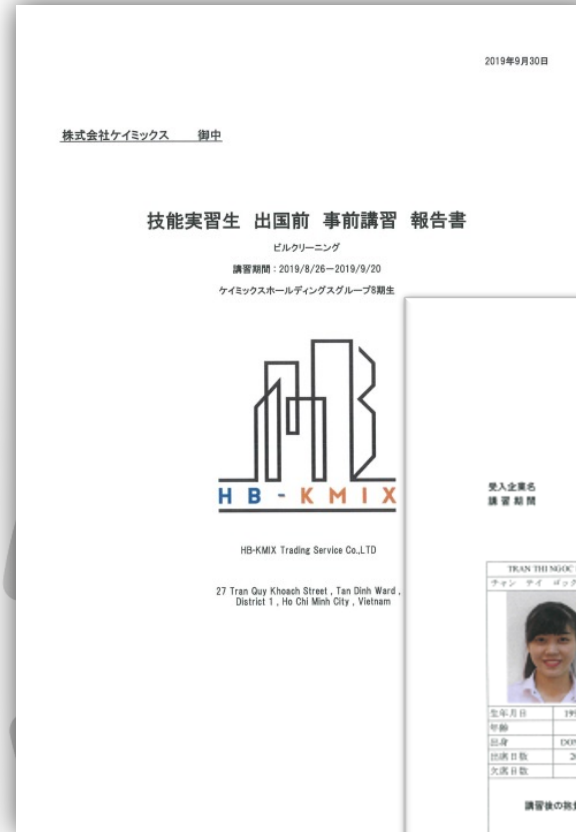 2019年9月30日
株式会社ケイミックス 御中
技能実習生 出国前 事前講習 報告書
ビルクリーニング
講習期間：2019/8/26－2019/9/20
ケイミックスホールディングスグループ8期生
HB-KMIX
HB-KMIX Trading Service Co.,LTD
27 Tran Quy Khoach Street , Tan Dinh Ward ,
District 1 , Ho Chi Minh City , Vietnam
受入企業名
講習期間
TRAN THI NGOC
チャン テイ
生年月日 199
年齢
出身 DON
出席日数 20
欠席日数
講習後の抱